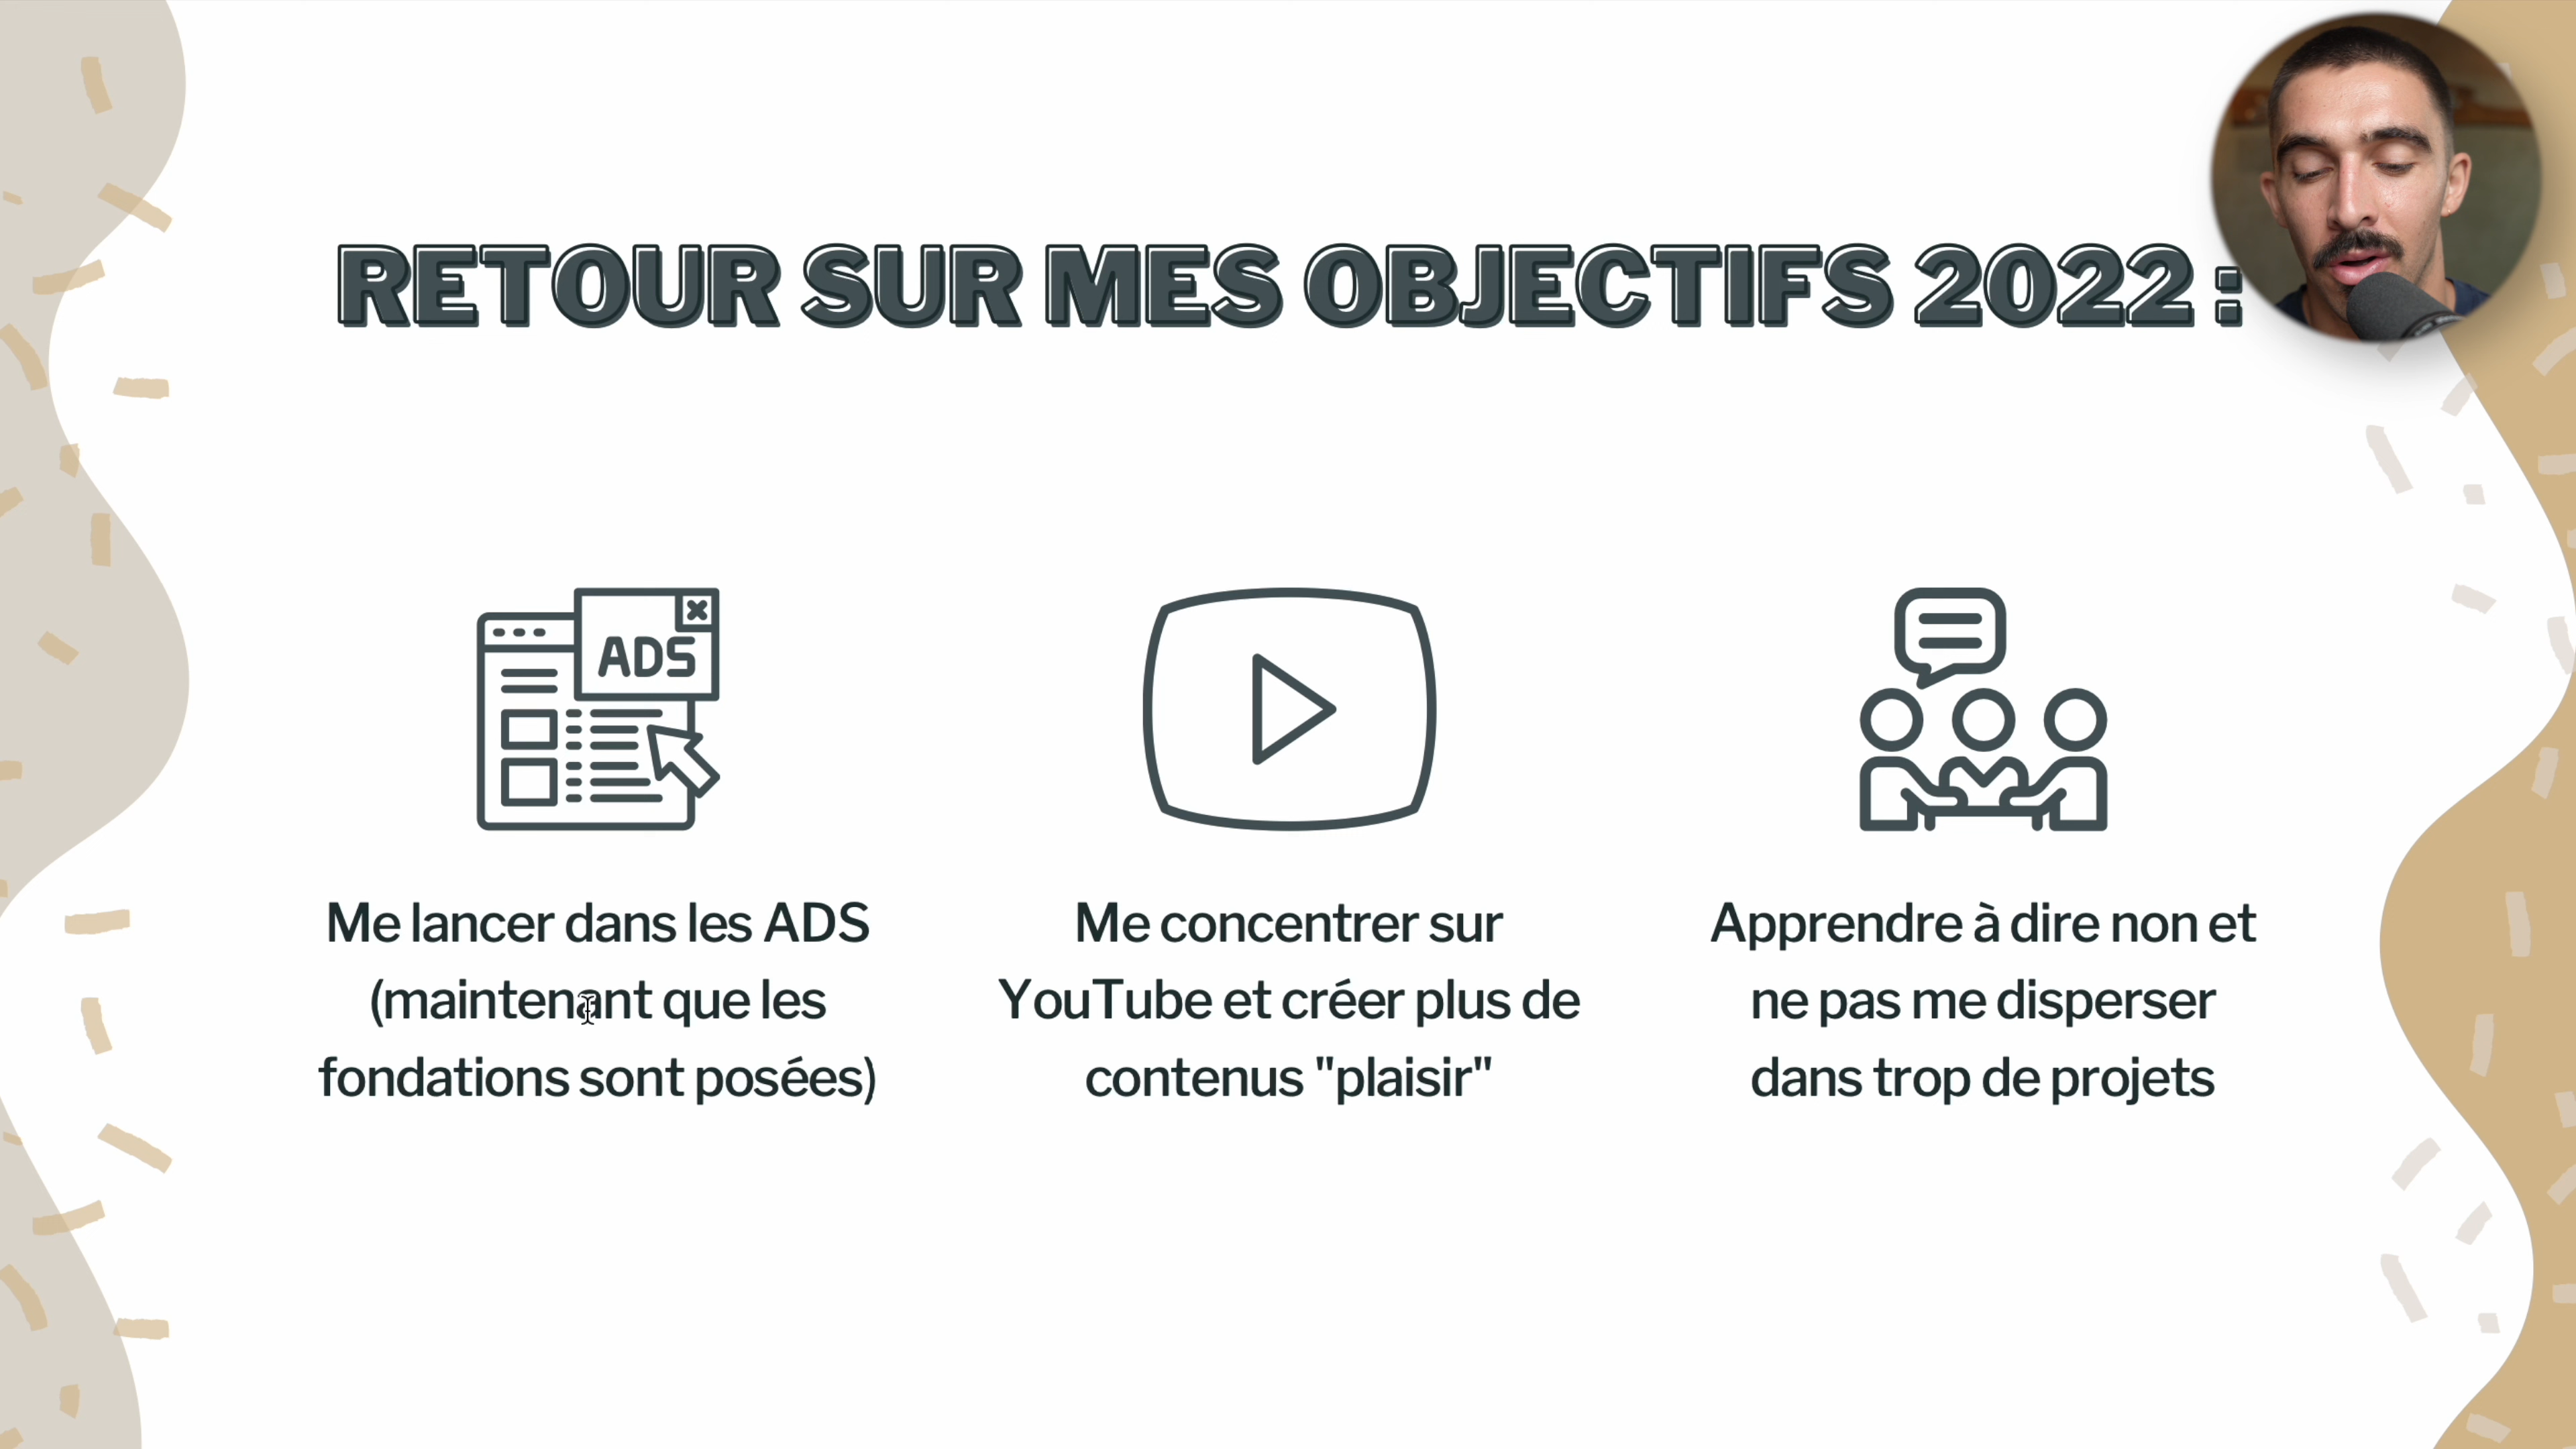 RETOUR SUR MES OBJECTIFS 2022 :
ADS
Me lancer dans les ADS
(maintenant que les
fondations sont posées)
Me concentrer sur
YouTube et créer plus de
contenus "plaisir"
Apprendre à dire non et
ne pas me disperser
dans trop de projets